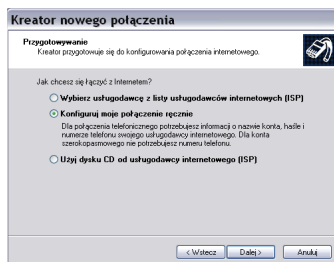 Kreator nowego połączenia
Przygotowywanie
Kreator przygotowuje się do konfigurowania połączenia internetowego.
Jak chcesz się łączyć z Internetem?
Wybierz usługodawcę z listy usługodawców internetowych (ISP)
Konfiguruj moje połączenie ręcznie
Dla połączenia telefonicznego potrzebujesz informacji o nazwie konta, haśle i
numerze telefonu swojego usługodawcy internetowego. Dla konta
szerokopasmowego nie potrzebujesz numeru telefonu.
Użyj dysku CD od usługodawcy internetowego (ISP)
< Wstecz Dalej > Anuluj